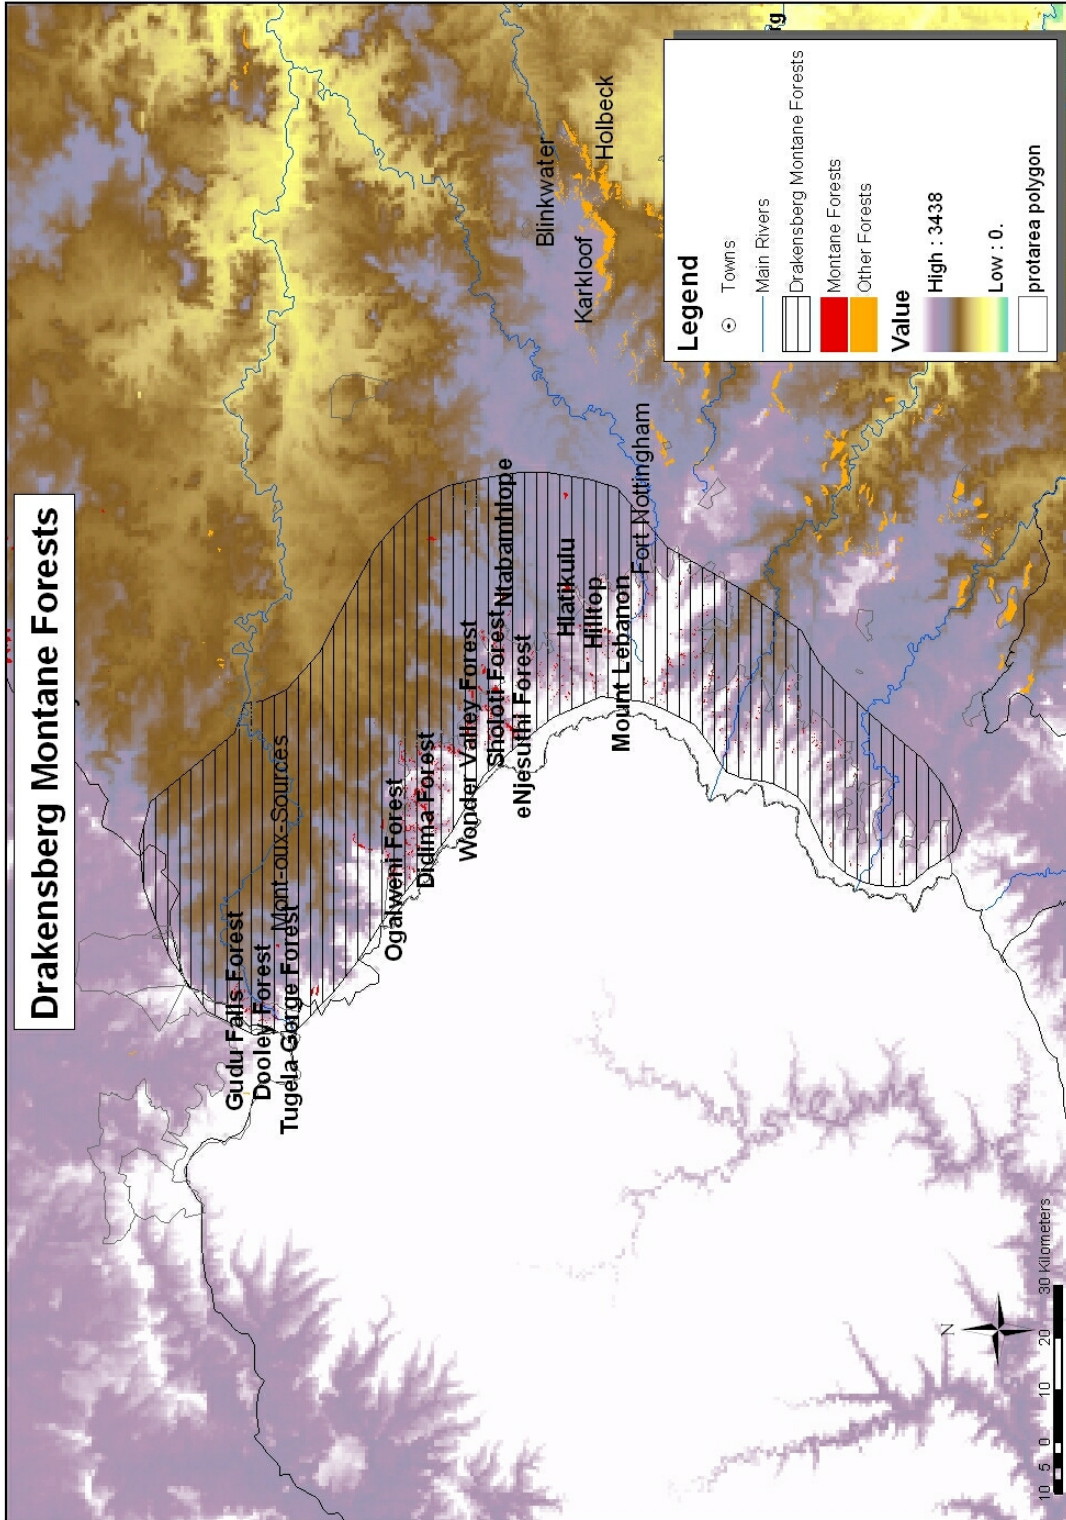 Drakensberg Montane Forests
Gudu Falls Forest
Dooley Forest
Tugela Gorge Forest
Mont-oux-Sources
Ogalweni Forest
Didima Forest
Wonder Valley Forest
Sholoti Forest
Ntabamhlope
eNjesuthi Forest
Hlatikulu
Hilltop
Mount Lebanon
Fort Nottingham
Blinkwater
Karkloof
Holbeck
rg
Legend
Towns
Main Rivers
Drakensberg Montane Forests
Montane Forests
Other Forests
Value
High : 3438
Low : 0.
protarea polygon
N
10 5 0 10 20 30 Kilometers